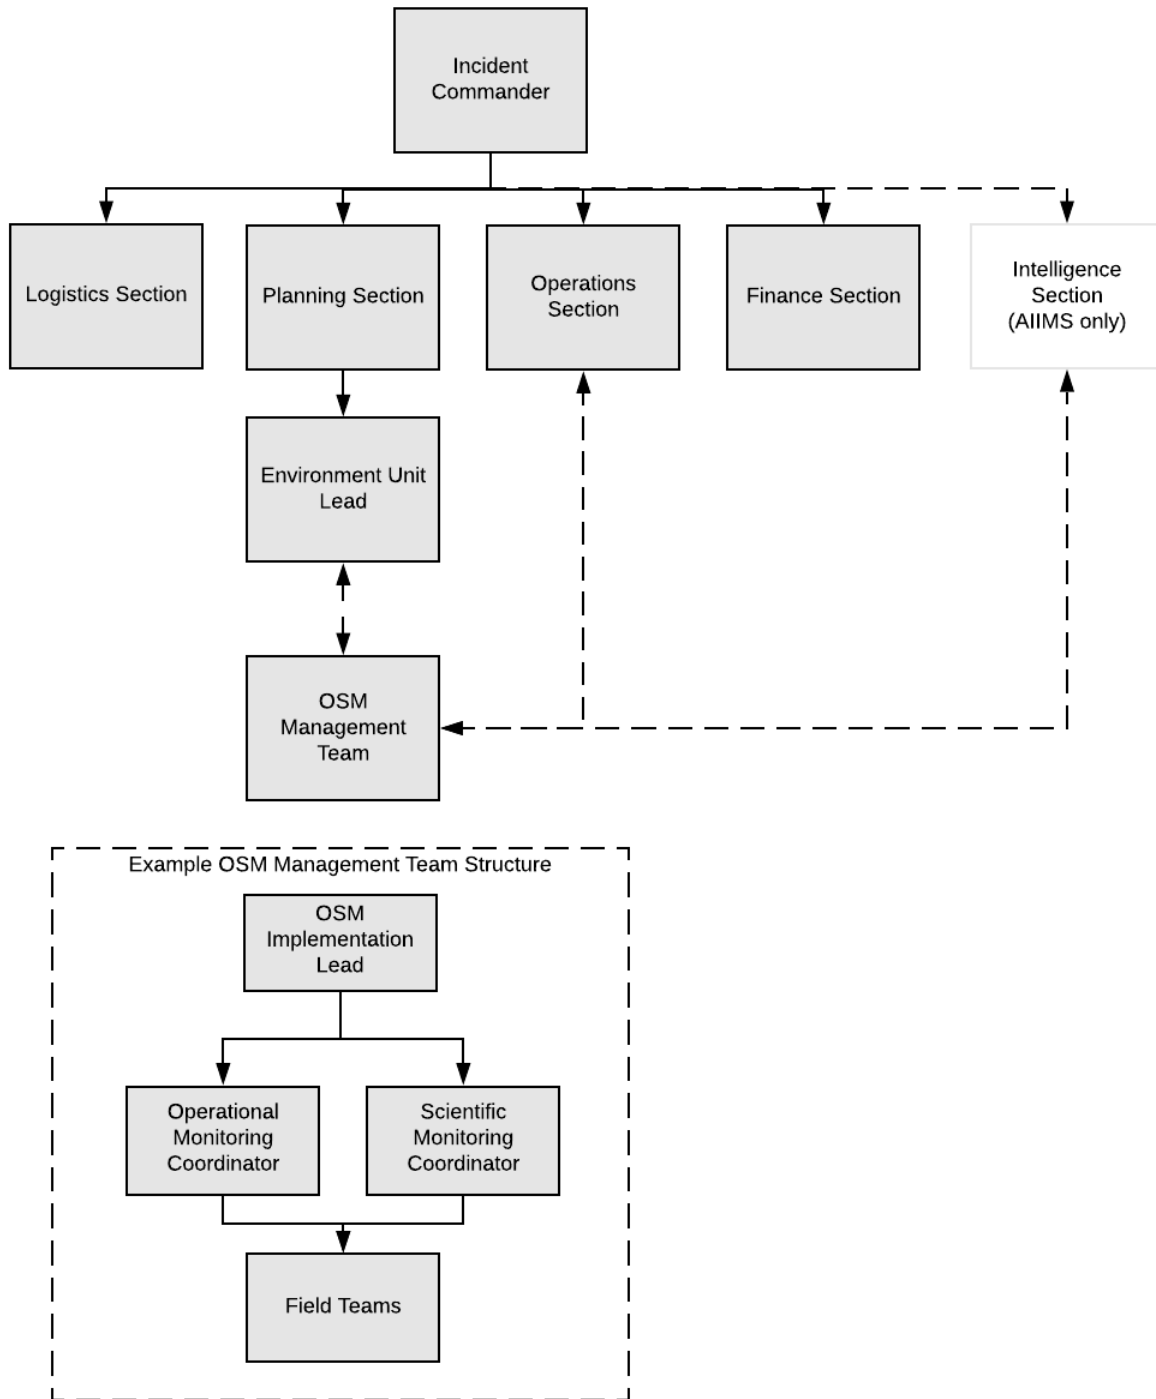 Incident
Commander
Logistics Section
Planning Section
Operations
Section
Finance Section
Intelligence
Section
(AIIMS only)
Environment Unit
Lead
OSM
Management
Team
Example OSM Management Team Structure
OSM
Implementation
Lead
Operational
Monitoring
Coordinator
Scientific
Monitoring
Coordinator
Field Teams